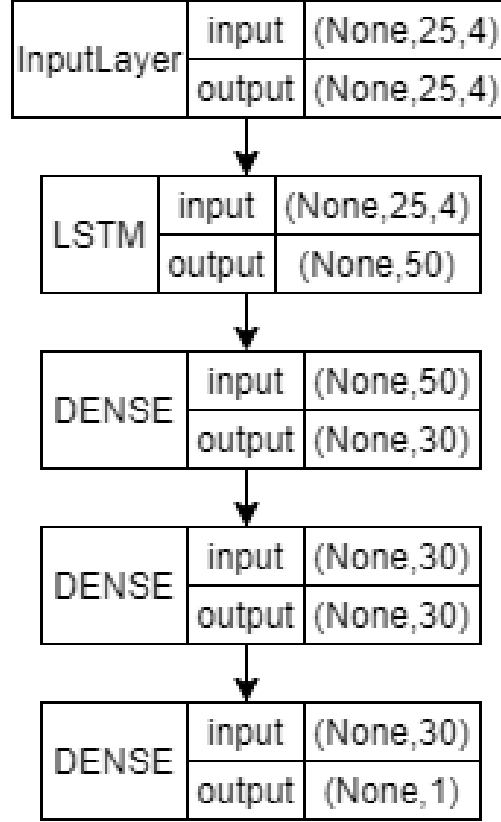 InputLayer input (None,25,4)
output (None,25,4)
LSTM input (None,25,4)
output (None,50)
DENSE input (None,50)
output (None,30)
DENSE input (None,30)
output (None,30)
DENSE input (None,30)
output (None,1)